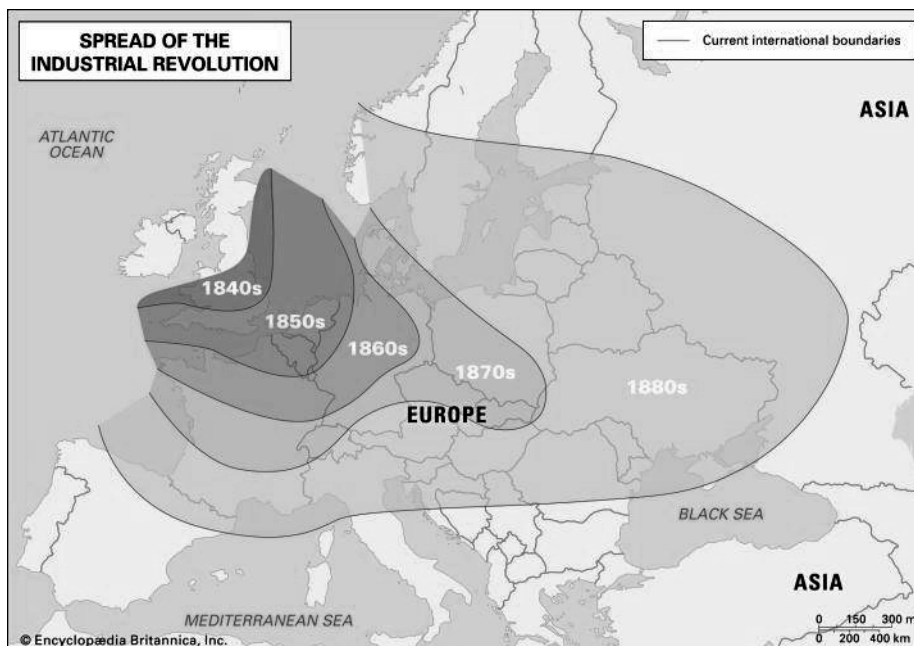 SPREAD OF THE
INDUSTRIAL REVOLUTION
Current international boundaries
ASIA
ATLANTIC
OCEAN
1840s
1850s
1860s
1870s
1880s
EUROPE
BLACK SEA
ASIA
MEDITERRANEAN SEA
0 150 300 m
0 200 400 km
© Encyclopædia Britannica, Inc.